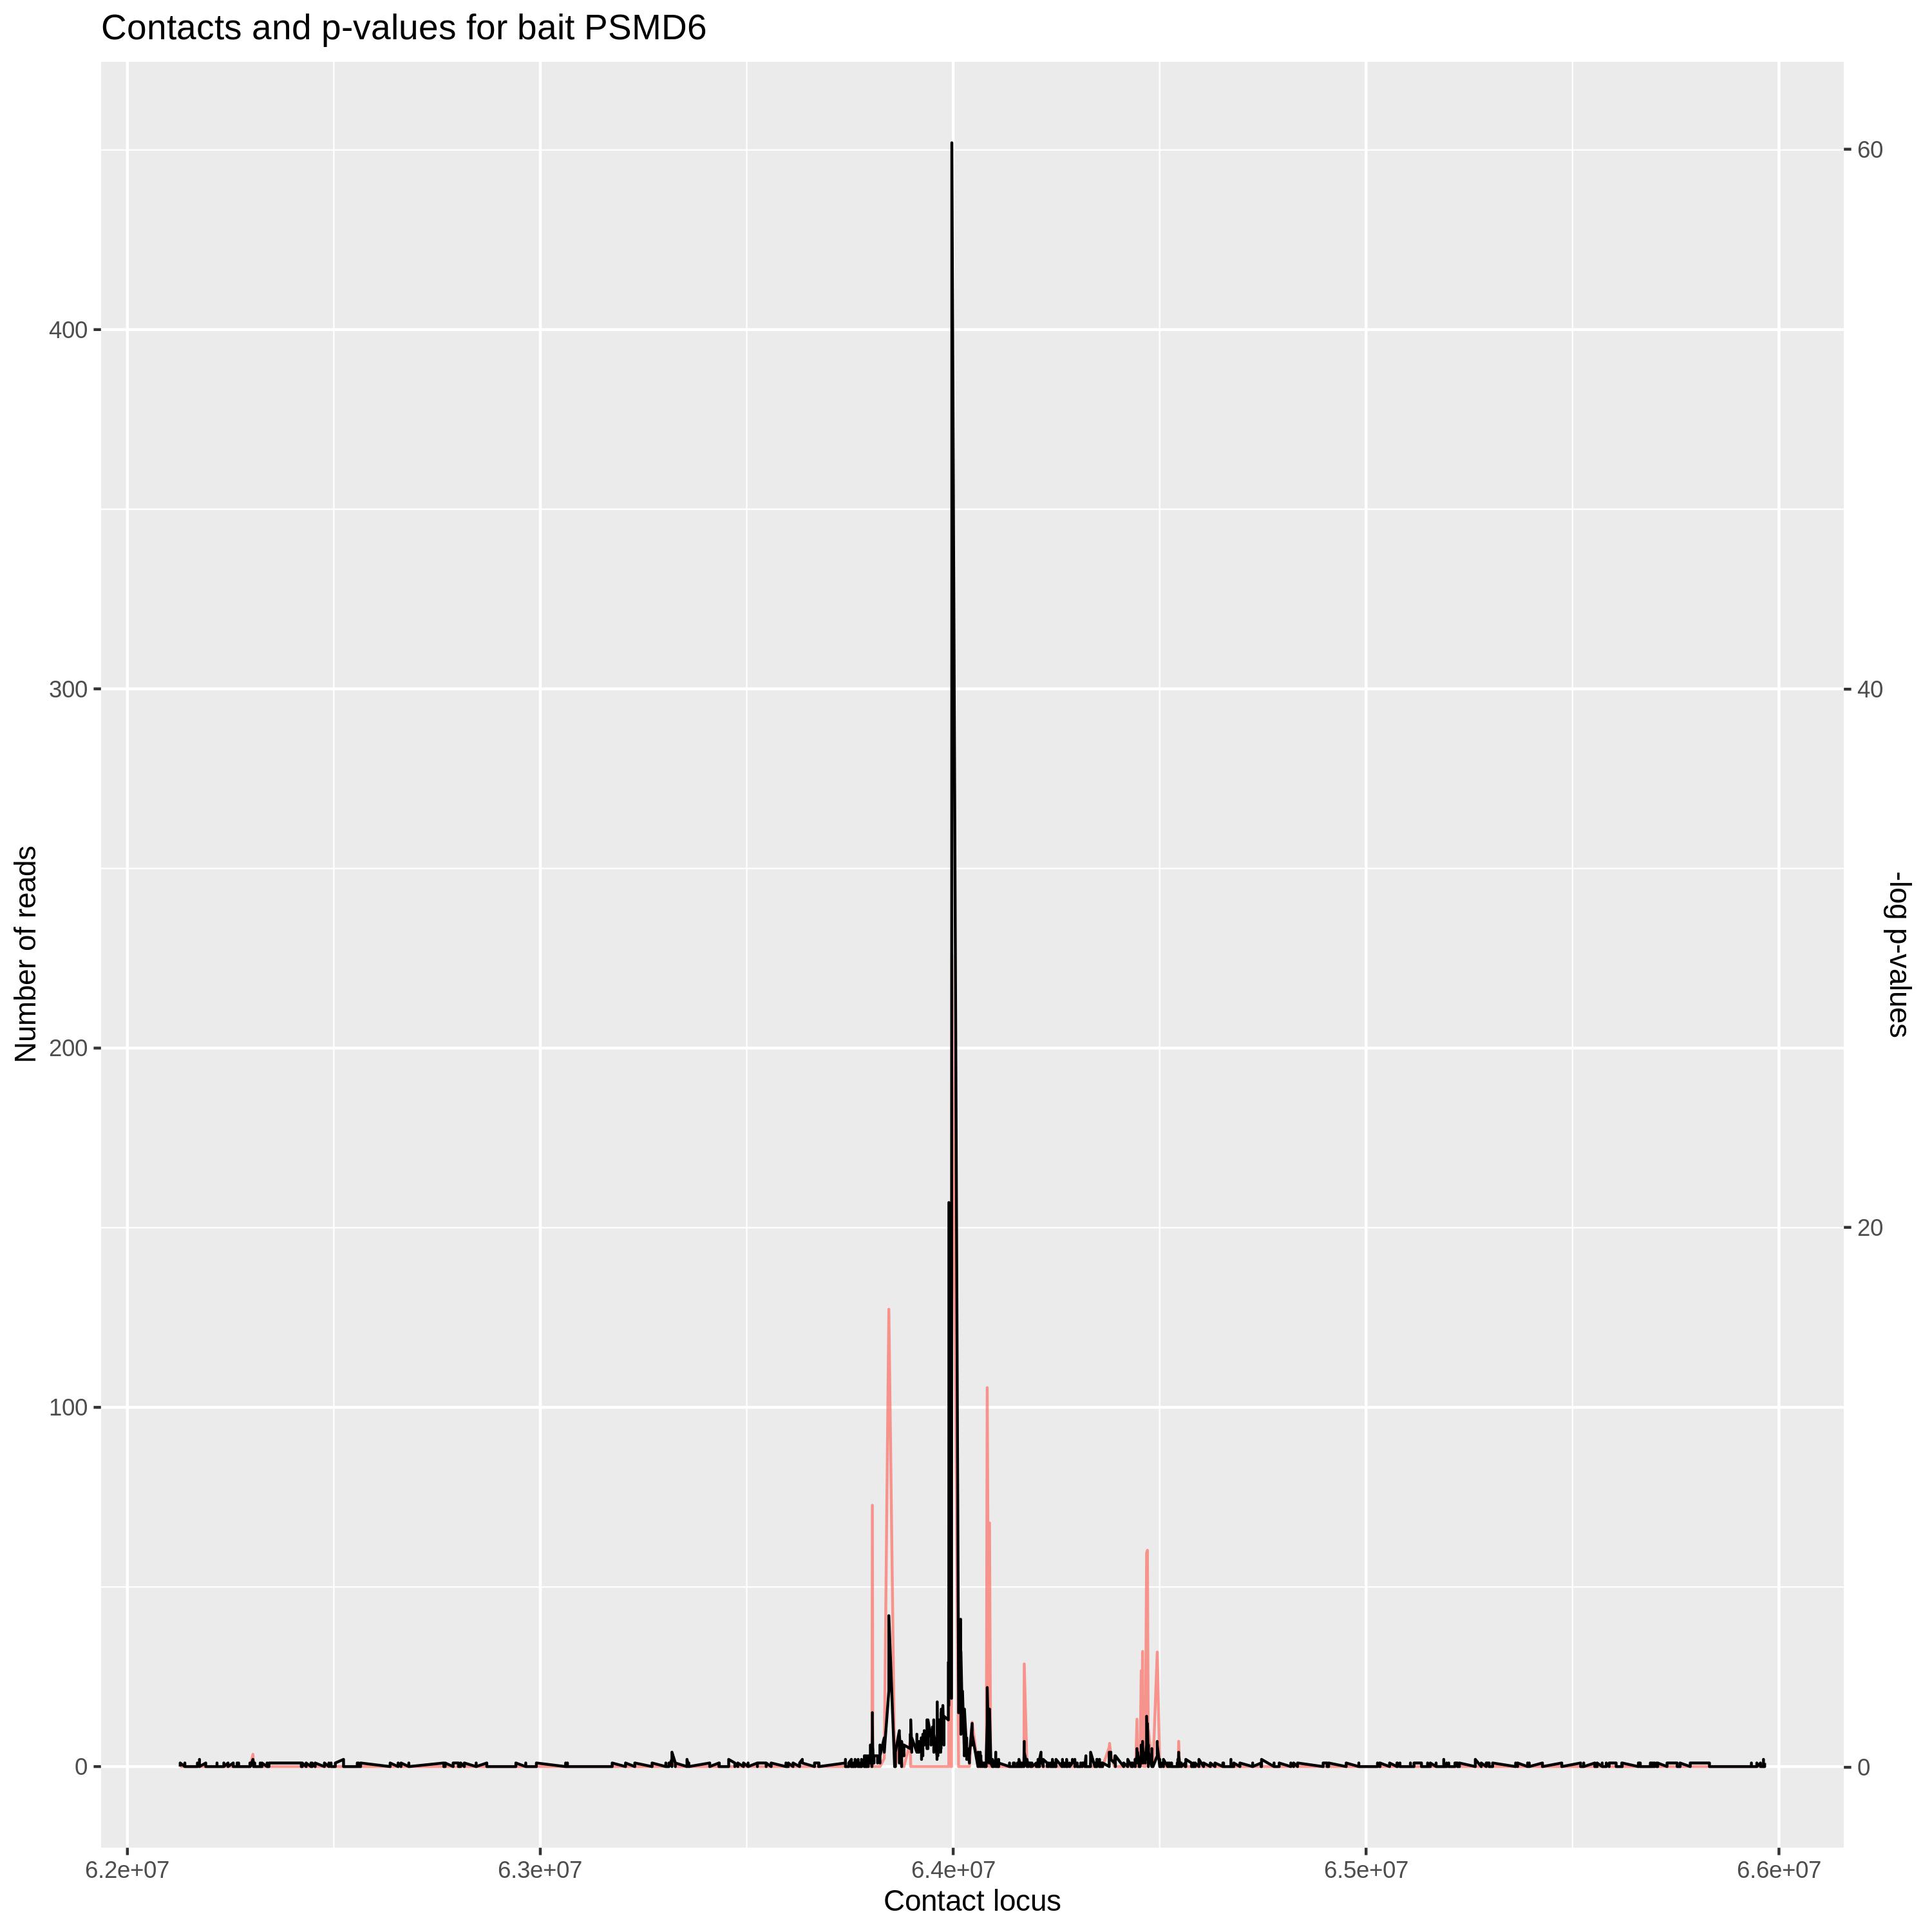 Contacts and p-values for bait PSMD6
400
300
200
100
0
60
40
20
0
Number of reads
-log p-values
6.2e+07
6.3e+07
6.4e+07
6.5e+07
6.6e+07
Contact locus